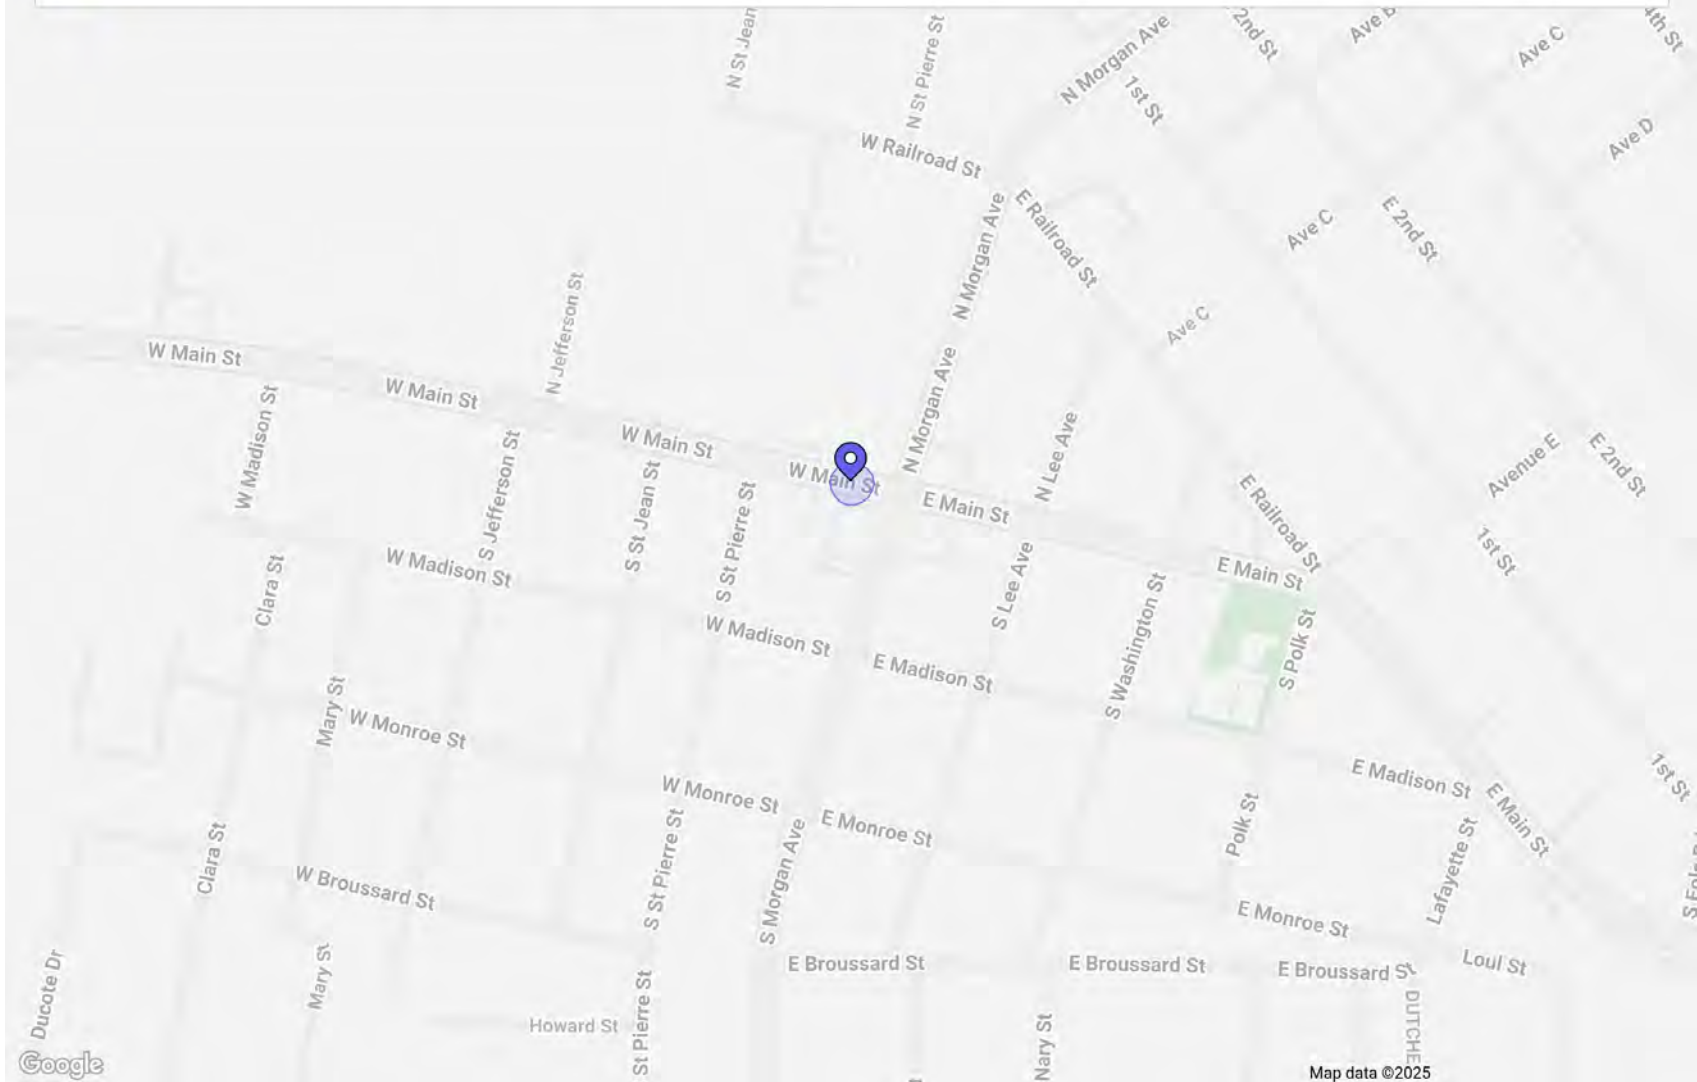 N St Jean
N St Pierre St
N Morgan Ave
2nd St
Ave B
Ave C
4th St
1st St
W Railroad St
Ave D
E Railroad St
N Morgan Ave
Ave C
E 2nd St
N Jefferson St
Ave C
W Main St
W Main St
N Morgan Ave
W Main St
W Madison St
S Jefferson St
S St Jean St
W Main St
N Lee Ave
Avenue E
E 2nd St
S St Pierre St
E Main St
E Railroad St
1st St
W Madison St
S Lee Ave
E Main St
Clara St
S Washington St
W Madison St
S Polk St
E Madison St
Mary St
W Monroe St
E Madison St
1st St
W Monroe St
E Monroe St
Polk St
E Main St
Clara St
S St Pierre St
S Morgan Ave
Lafayette St
W Broussard St
E Monroe St
E Broussard St
E Broussard St
E Broussard St
Loul St
Ducote Dr
Mary St
Howard St
St Pierre St
Nary St
DUTCHE
Google
Map data ©2025